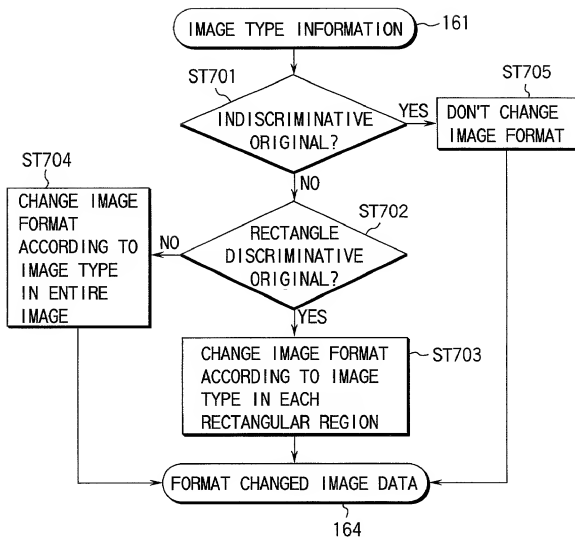 IMAGE TYPE INFORMATION
161
ST701
INDISCRIMINATIVE
ORIGINAL?
YES
ST705
DON'T CHANGE
IMAGE FORMAT
NO
ST704
CHANGE IMAGE
FORMAT
ACCORDING TO
IMAGE TYPE
IN ENTIRE
IMAGE
NO
ST702
RECTANGLE
DISCRIMINATIVE
ORIGINAL?
YES
CHANGE IMAGE FORMAT
ACCORDING TO IMAGE
TYPE IN EACH
RECTANGULAR REGION
ST703
FORMAT CHANGED IMAGE DATA
164